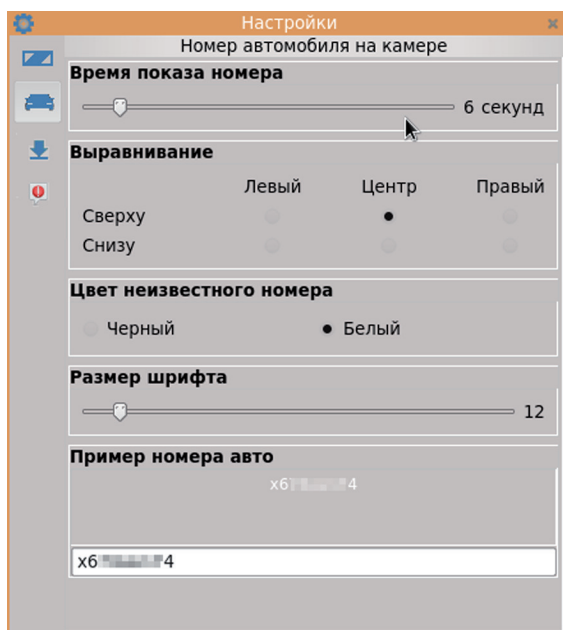 Настройки
Номер автомобиля на камере
Время показа номера
6 секунд
Выравнивание
Левый Центр Правый
Сверху
Снизу
Цвет неизвестного номера
Черный Белый
Размер шрифта
12
Пример номера авто